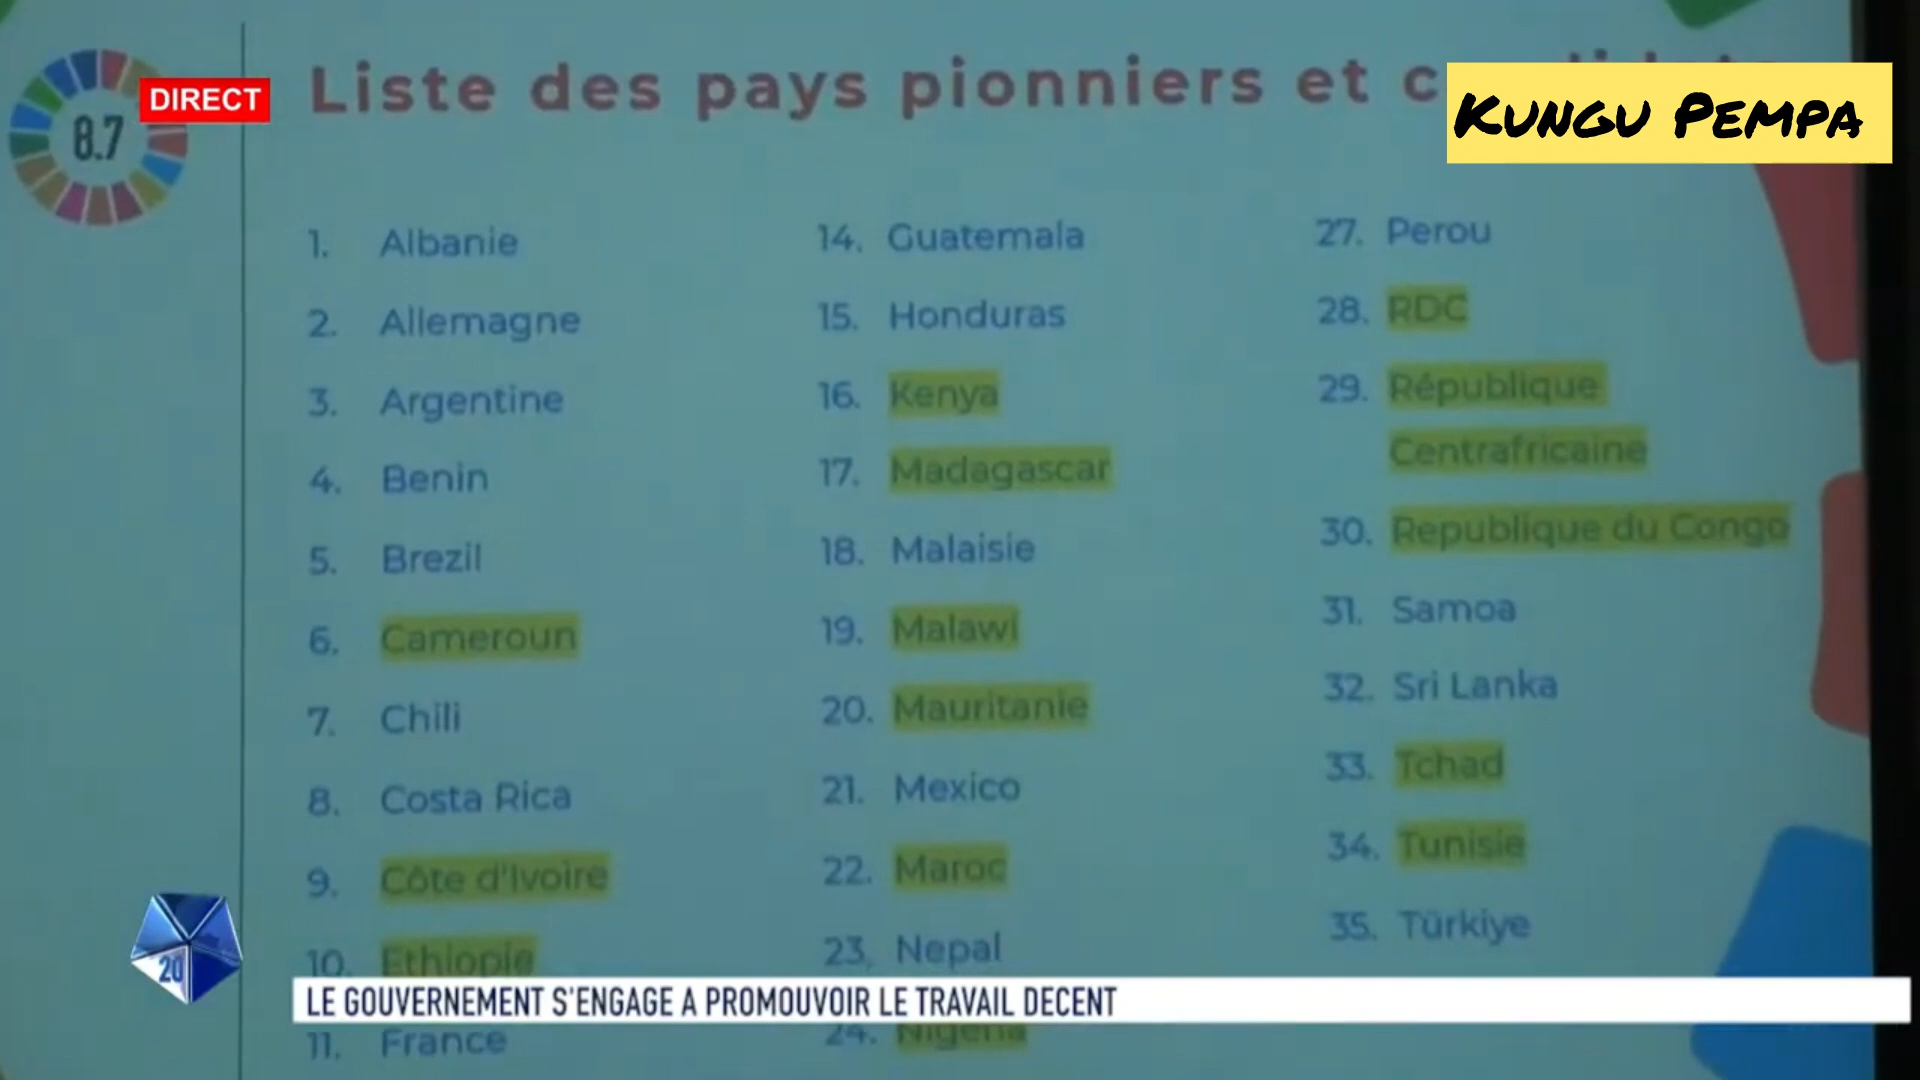 Liste des pays pionniers et c
DIRECT
KUNGU PEMPA
8.7
1. Albanie
2. Allemagne
3. Argentine
4. Benin
5. Brezil
6. Cameroun
7. Chili
8. Costa Rica
9. Côte d'Ivoire
10. Ethiopie
11. France
14. Guatemala
15. Honduras
16. Kenya
17. Madagascar
18. Malaisie
19. Malawi
20. Mauritanie
21. Mexico
22. Maroc
23, Nepal
24. Nigeria
27. Perou
28. RDC
29. République
Centrafricaine
30. Republique du Congo
31. Samoa
32. Sri Lanka
33. Tchad
34. Tunisie
35. Türkiye
20
LE GOUVERNEMENT S'ENGAGE A PROMOUVOIR LE TRAVAIL DECENT